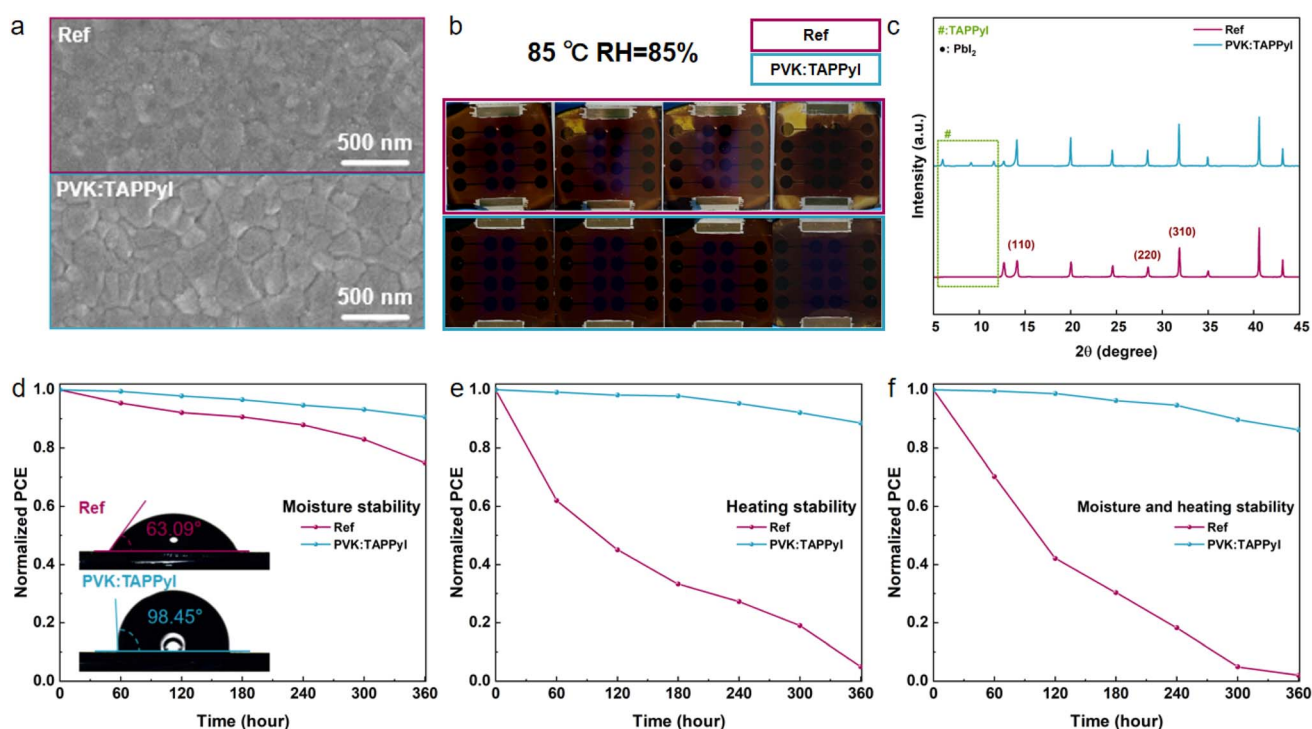 a
Ref
500 nm
PVK:TAPPyI
500 nm
b
85 °C RH=85%
Ref
PVK:TAPPyI
c
#:TAPPyI
●: PbI₂
Ref
PVK:TAPPyI
#
(110)
(220)
(310)
Intensity (a.u.)
5 10 15 20 25 30 35 40 45
2θ (degree)
d
Normalized PCE
1.0
0.8
0.6
0.4
0.2
0.0
Ref
63.09°
PVK:TAPPyI
98.45°
Moisture stability
Ref
PVK:TAPPyI
0 60 120 180 240 300 360
Time (hour)
e
Normalized PCE
1.0
0.8
0.6
0.4
0.2
0.0
Heating stability
Ref
PVK:TAPPyI
0 60 120 180 240 300 360
Time (hour)
f
Normalized PCE
1.0
0.8
0.6
0.4
0.2
0.0
Moisture and heating stability
Ref
PVK:TAPPyI
0 60 120 180 240 300 360
Time (hour)